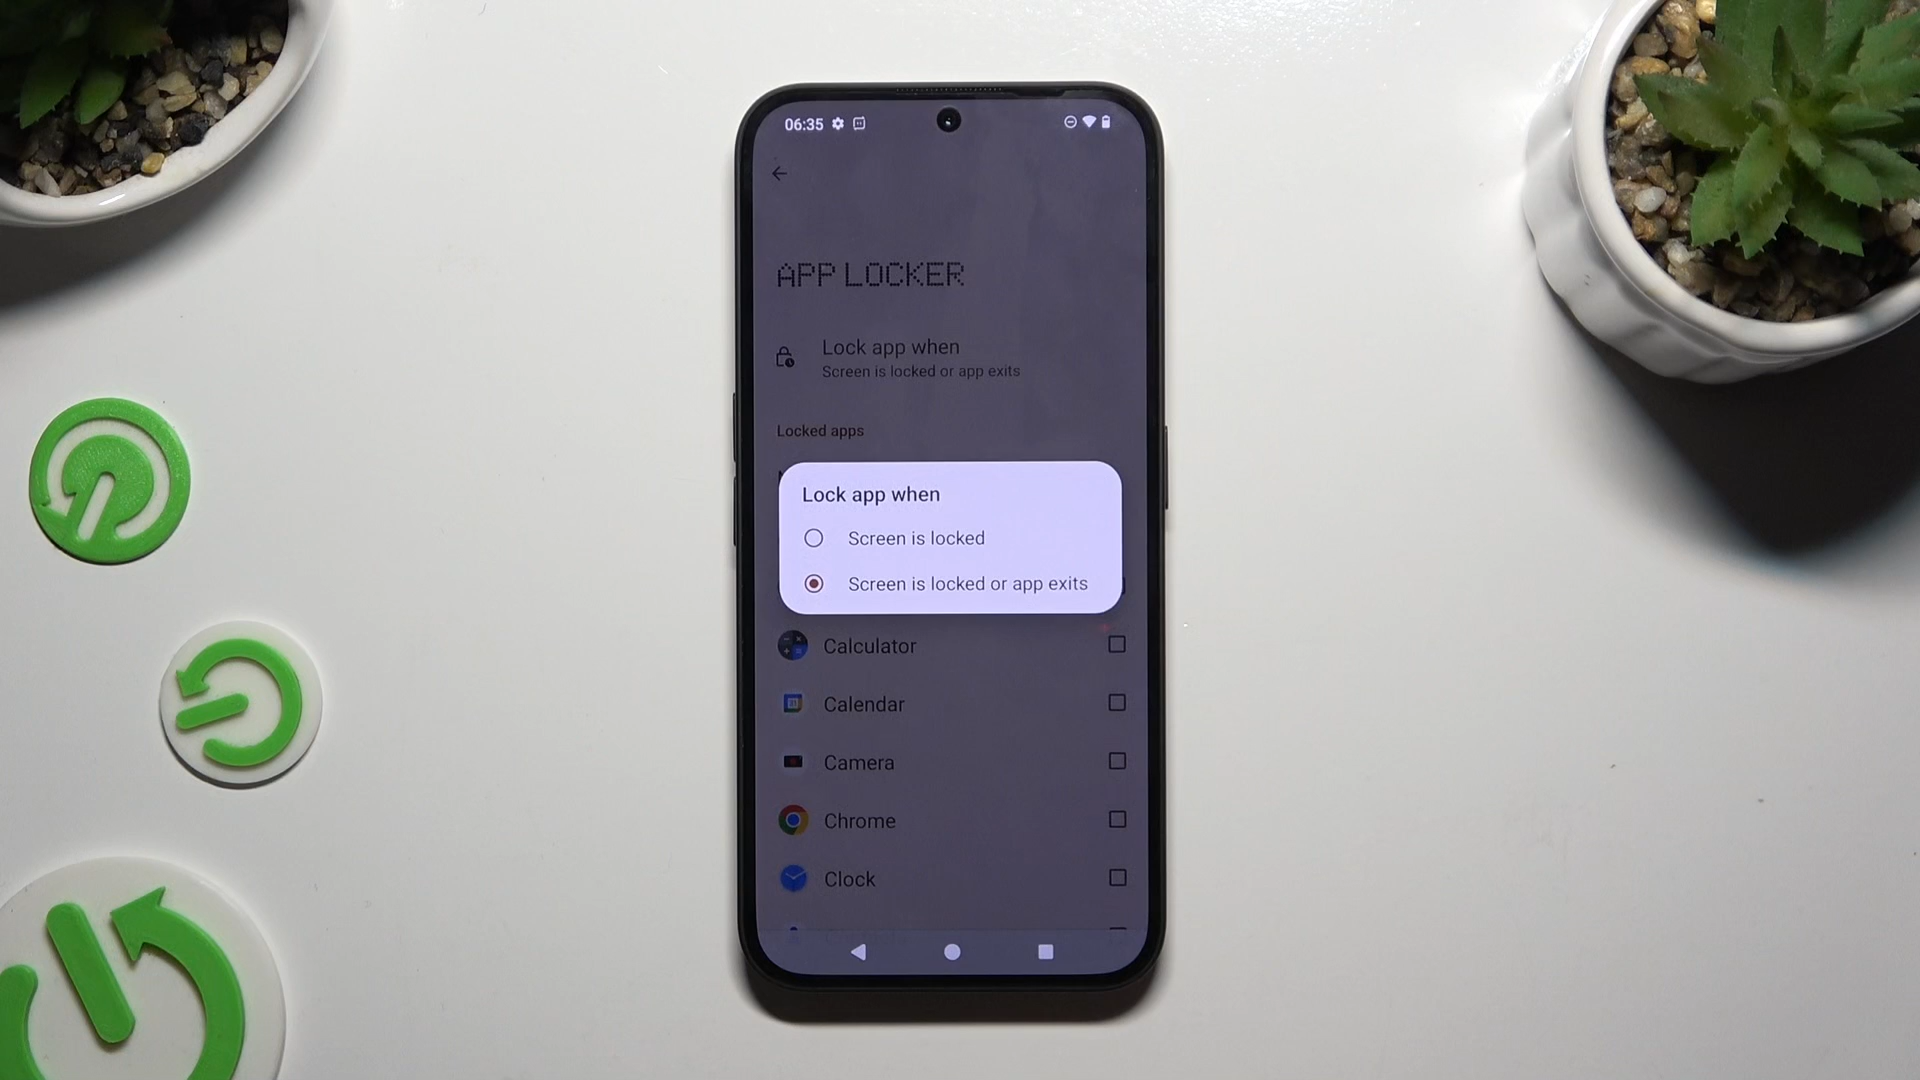 06:35
APP LOCKER
Lock app when
Screen is locked or app exits
Locked apps
Lock app when
Screen is locked
Screen is locked or app exits
Calculator
Calendar
Camera
Chrome
Clock